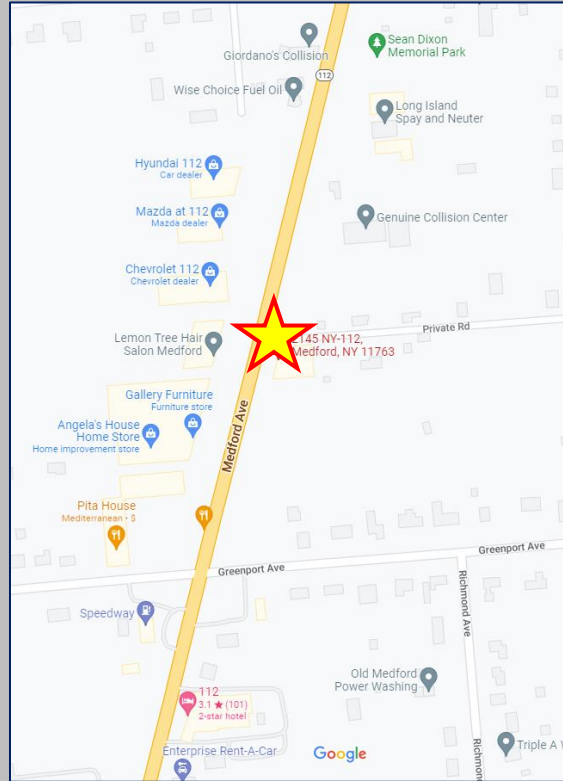 Giordano's Collision
Sean Dixon
Memorial Park
112
Wise Choice Fuel Oil
Long Island
Spay and Neuter
Hyundai 112
Car dealer
Mazda at 112
Mazda dealer
Genuine Collision Center
Chevrolet 112
Chevrolet dealer
Private Rd
Lemon Tree Hair
Salon Medford
2145 NY-112,
Medford, NY 11763
Gallery Furniture
Furniture store
Angela's House
Home Store
Home improvement store
Medford Ave
Pita House
Mediterranean • $
Greenport Ave
Greenport Ave
Richmond Ave
Speedway
Old Medford
Power Washing
112
3.1 ★ (101)
2-star hotel
Enterprise Rent-A-Car
Google
Richmon
Triple A W